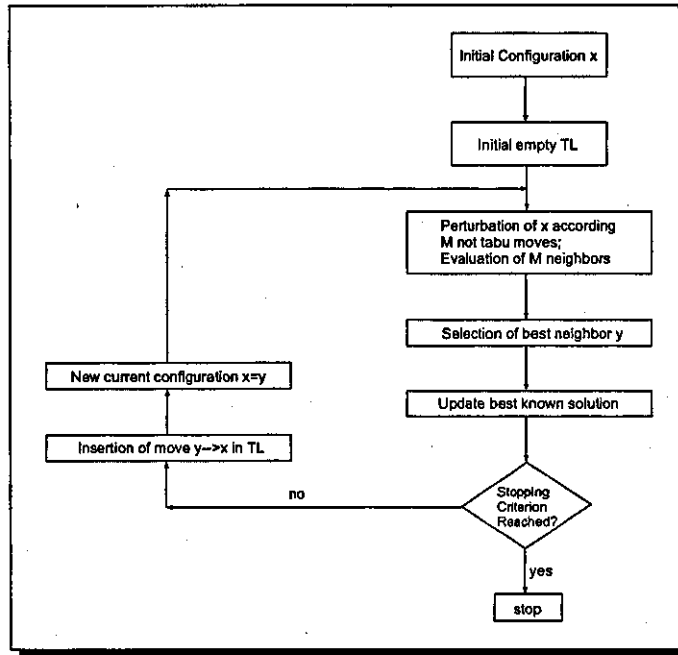 Initial Configuration x
Initial empty TL
Perturbation of x according
M not tabu moves;
Evaluation of M neighbors
Selection of best neighbor y
Update best known solution
Stopping
Criterion
Reached?
no
Insertion of move y-->x in TL
New current configuration x=y
yes
stop